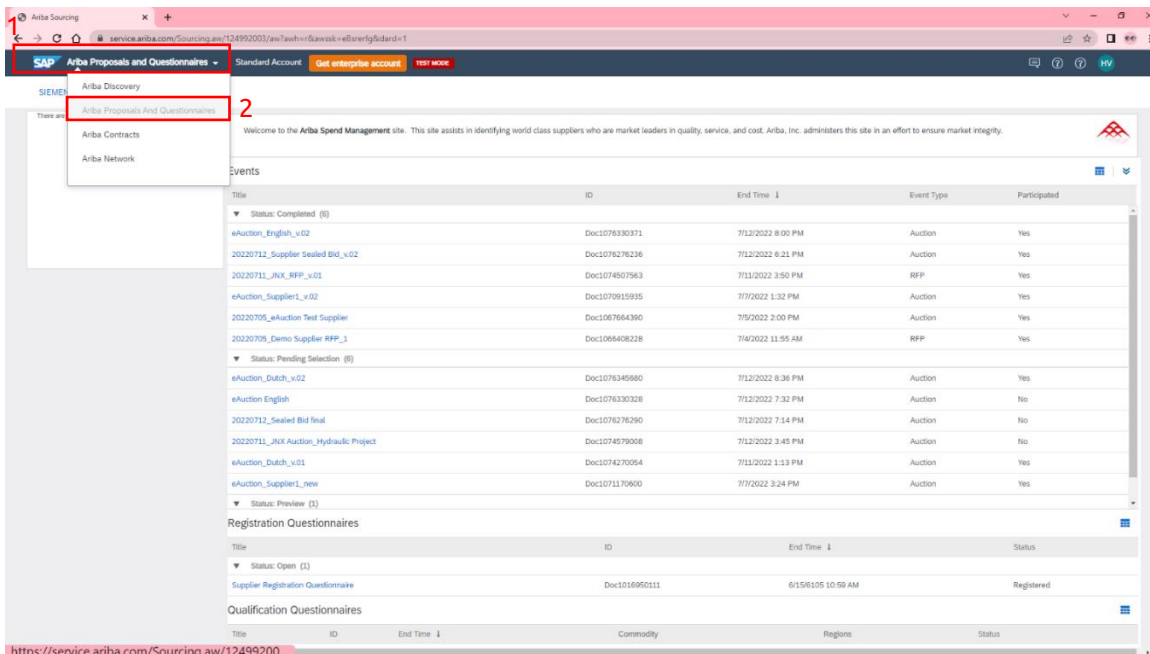 1
Ariba Sourcing
service.ariba.com/Sourcing.aw/124992003/aw?awh=r&awssk=eBsrerfg&dard=1
SAP Ariba Proposals and Questionnaires Standard Account Get enterprise account TEST MODE HV
SIEMEN
Ariba Discovery
There are
Ariba Proposals And Questionnaires 2
Ariba Contracts
Ariba Network
Welcome to the Ariba Spend Management site. This site assists in identifying world class suppliers who are market leaders in quality, service, and cost. Ariba, Inc. administers this site in an effort to ensure market integrity.
Events
Title ID End Time ↓ Event Type Participated
▼ Status: Completed (6)
eAuction_English_v.02 Doc1076330371 7/12/2022 8:00 PM Auction Yes
20220712_Supplier Sealed Bid_v.02 Doc1076276236 7/12/2022 6:21 PM Auction Yes
20220711_JNX_RFP_v.01 Doc1074507563 7/11/2022 3:50 PM RFP Yes
eAuction_Supplier1_v.02 Doc1070915935 7/7/2022 1:32 PM Auction Yes
20220705_eAuction Test Supplier Doc1067664390 7/5/2022 2:00 PM Auction Yes
20220705_Demo Supplier RFP_1 Doc1066408228 7/4/2022 11:55 AM RFP Yes
▼ Status: Pending Selection (6)
eAuction_Dutch_v.02 Doc1076345680 7/12/2022 8:36 PM Auction Yes
eAuction English Doc1076330328 7/12/2022 7:32 PM Auction No
20220712_Sealed Bid final Doc1076276290 7/12/2022 7:14 PM Auction No
20220711_JNX Auction_Hydraulic Project Doc1074579008 7/12/2022 3:45 PM Auction No
eAuction_Dutch_v.01 Doc1074270054 7/11/2022 1:13 PM Auction Yes
eAuction_Supplier1_new Doc1071170600 7/7/2022 3:24 PM Auction Yes
▼ Status: Preview (1)
Registration Questionnaires
Title ID End Time ↓ Status
▼ Status: Open (1)
Supplier Registration Questionnaire Doc1016950111 6/15/6105 10:59 AM Registered
Qualification Questionnaires
Title ID End Time ↓ Commodity Regions Status
https://service.ariba.com/Sourcing.aw/12499200